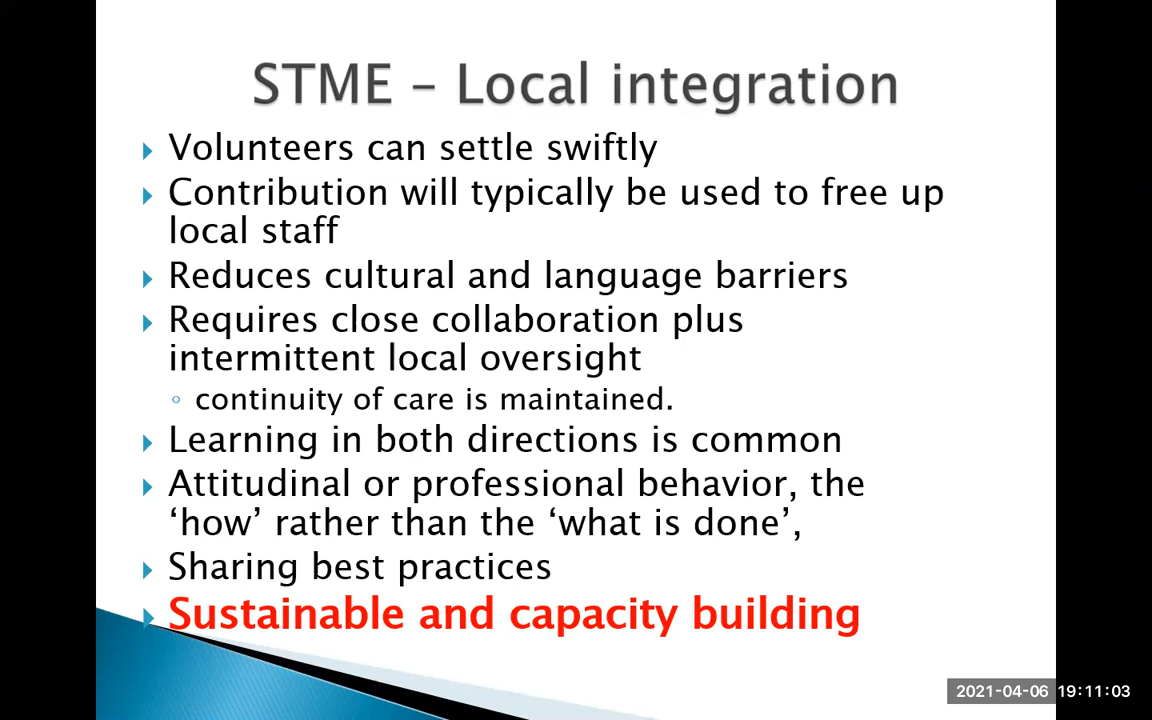 STME – Local integration
Volunteers can settle swiftly
Contribution will typically be used to free up
local staff
Reduces cultural and language barriers
Requires close collaboration plus
intermittent local oversight
continuity of care is maintained.
Learning in both directions is common
Attitudinal or professional behavior, the
‘how’ rather than the ‘what is done’,
Sharing best practices
Sustainable and capacity building
2021-04-06 19:11:03